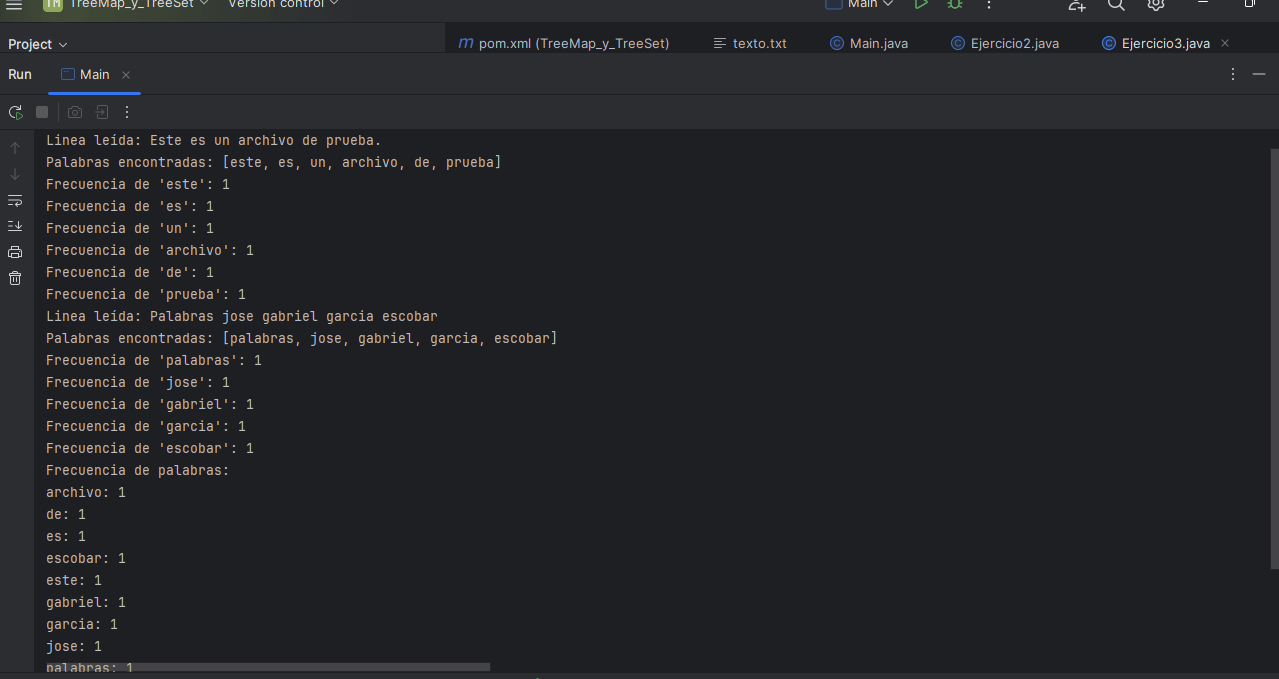 TM TreeMap_y_TreeSet Version control Main
Project m pom.xml (TreeMap_y_TreeSet) texto.txt C Main.java C Ejercicio2.java C Ejercicio3.java
Run Main
Linea leída: Este es un archivo de prueba.
Palabras encontradas: [este, es, un, archivo, de, prueba]
Frecuencia de 'este': 1
Frecuencia de 'es': 1
Frecuencia de 'un': 1
Frecuencia de 'archivo': 1
Frecuencia de 'de': 1
Frecuencia de 'prueba': 1
Linea leída: Palabras jose gabriel garcia escobar
Palabras encontradas: [palabras, jose, gabriel, garcia, escobar]
Frecuencia de 'palabras': 1
Frecuencia de 'jose': 1
Frecuencia de 'gabriel': 1
Frecuencia de 'garcia': 1
Frecuencia de 'escobar': 1
Frecuencia de palabras:
archivo: 1
de: 1
es: 1
escobar: 1
este: 1
gabriel: 1
garcia: 1
jose: 1
palabras: 1